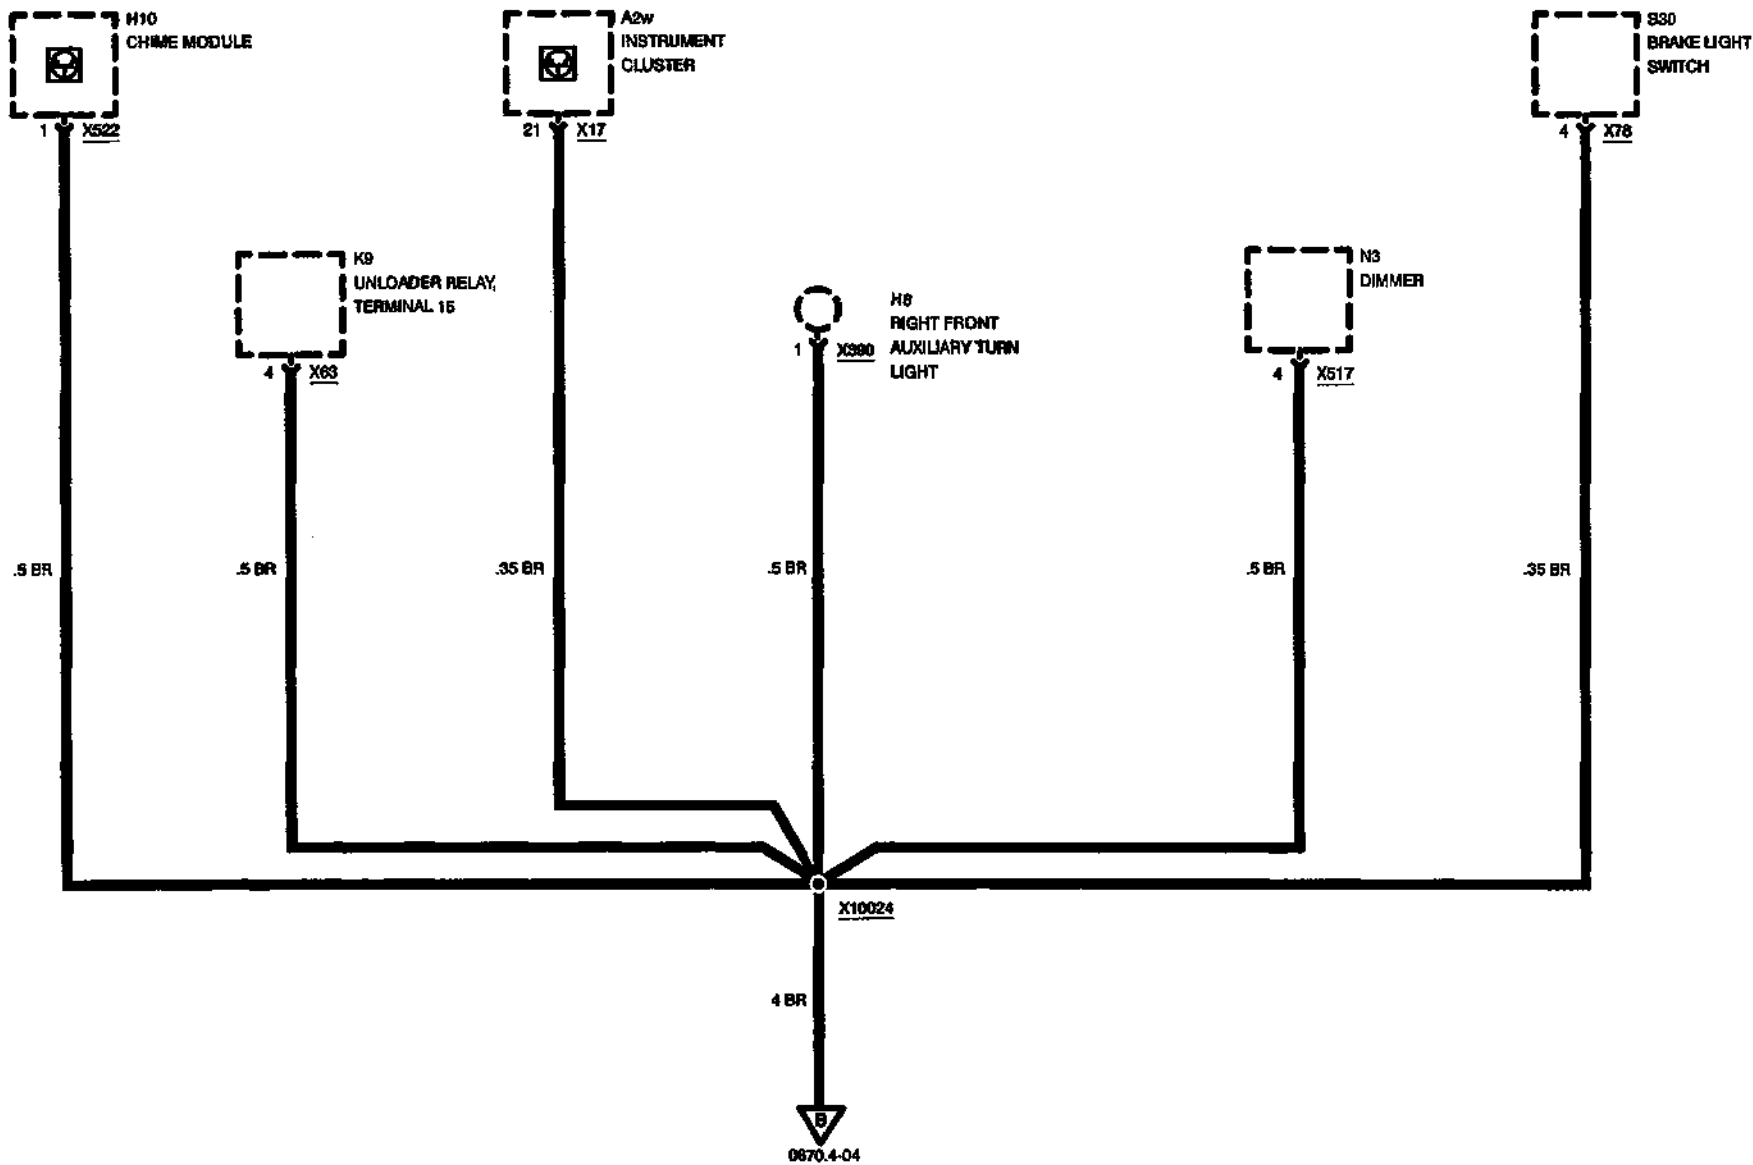 H10
CHIME MODULE
1 X522
A2w
INSTRUMENT
CLUSTER
21 X17
S30
BRAKE LIGHT
SWITCH
4 X78
K9
UNLOADER RELAY,
TERMINAL 15
4 X63
H8
RIGHT FRONT
AUXILIARY TURN
LIGHT
1 X390
N3
DIMMER
4 X517
.5 BR
.5 BR
.35 BR
.5 BR
.5 BR
.35 BR
X10024
4 BR
B
0670.4-04